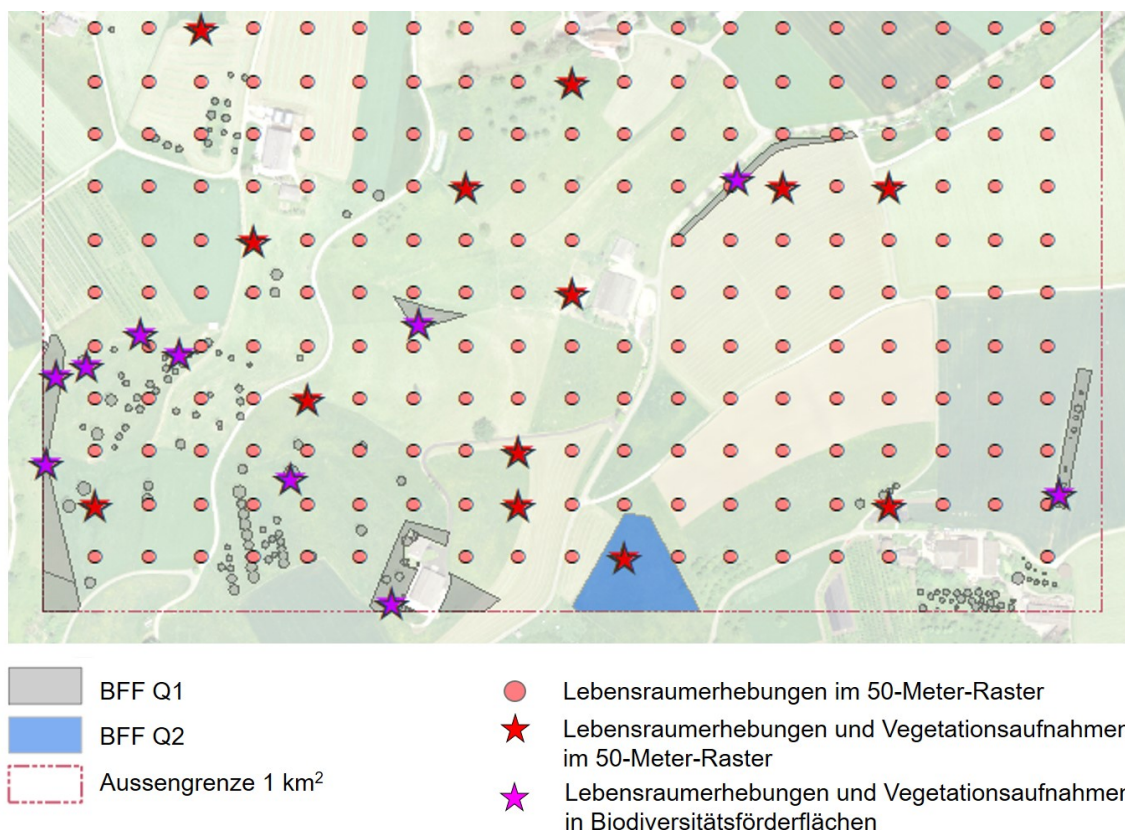 BFF Q1
BFF Q2
Aussengrenze 1 km²
Lebensraumerhebungen im 50-Meter-Raster
Lebensraumerhebungen und Vegetationsaufnahmen
im 50-Meter-Raster
Lebensraumerhebungen und Vegetationsaufnahmen
in Biodiversitätsförderflächen